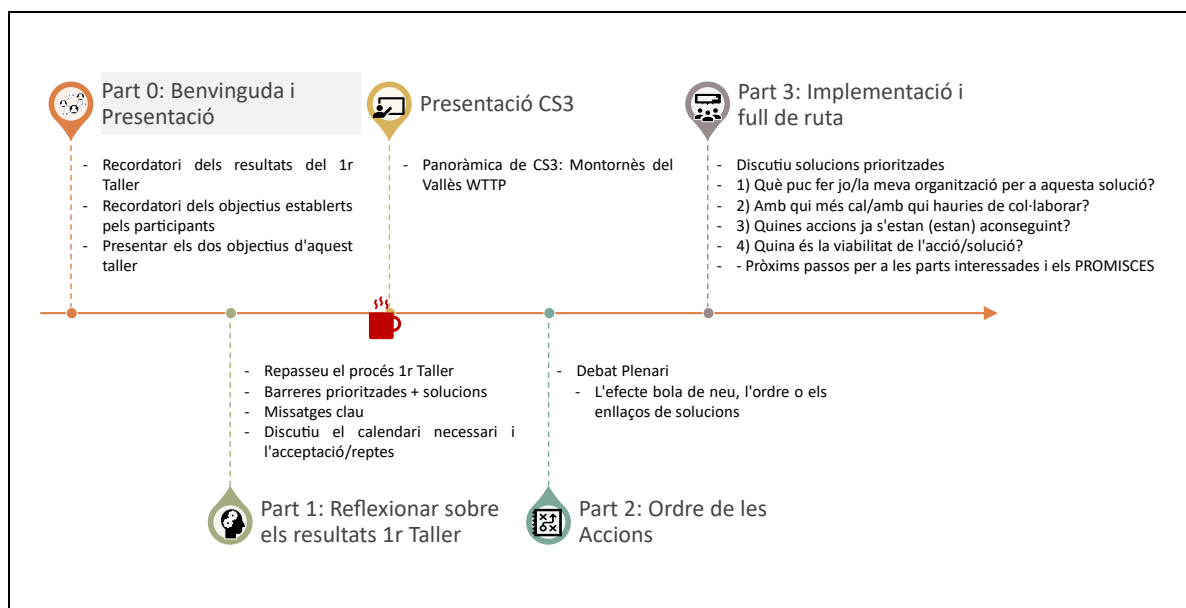 Part 0: Benvinguda i
Presentació
- Recordatori dels resultats del 1r
Taller
- Recordatori dels objectius establerts
pels participants
- Presentar els dos objectius d'aquest
taller
Presentació CS3
- Panoràmica de CS3: Montornès del
Vallès WTTP
Part 3: Implementació i
full de ruta
- Discutiu solucions prioritzades
- 1) Què puc fer jo/la meva organització per a aquesta solució?
- 2) Amb qui més cal/amb qui hauries de col·laborar?
- 3) Quines accions ja s'estan (estan) aconseguint?
- 4) Quina és la viabilitat de l'acció/solució?
- - Pròxims passos per a les parts interessades i els PROMISCES
- Repasseu el procés 1r Taller
- Barreres prioritzades + solucions
- Missatges clau
- Discutiu el calendari necessari i
l'acceptació/reptes
Part 1: Reflexionar sobre
els resultats 1r Taller
- Debat Plenari
- L'efecte bola de neu, l'ordre o els
enllaços de solucions
Part 2: Ordre de les
Accions